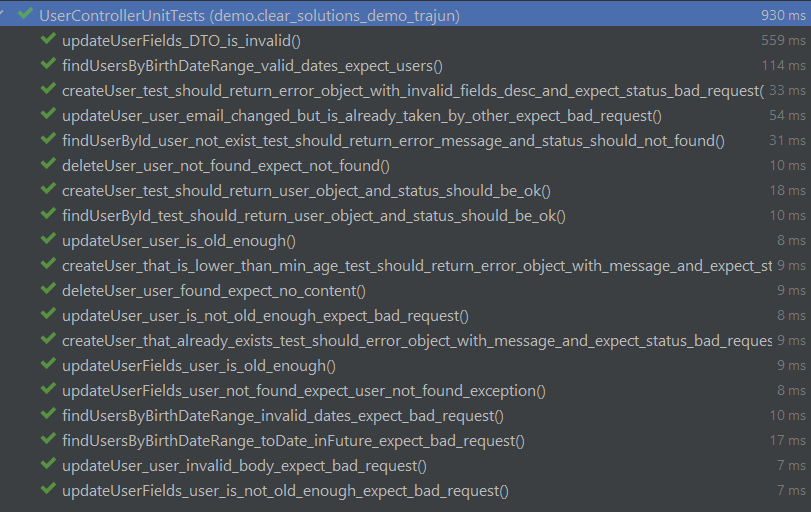 UserControllerUnitTests (demo.clear_solutions_demo_trajun) 930 ms
updateUserFields_DTO_is_invalid() 559 ms
findUsersByBirthDateRange_valid_dates_expect_users() 114 ms
createUser_test_should_return_error_object_with_invalid_fields_desc_and_expect_status_bad_request( 33 ms
updateUser_user_email_changed_but_is_already_taken_by_other_expect_bad_request() 54 ms
findUserById_user_not_exist_test_should_return_error_message_and_status_should_not_found() 31 ms
deleteUser_user_not_found_expect_not_found() 10 ms
createUser_test_should_return_user_object_and_status_should_be_ok() 18 ms
findUserById_test_should_return_user_object_and_status_should_be_ok() 10 ms
updateUser_user_is_old_enough() 8 ms
createUser_that_is_lower_than_min_age_test_should_return_error_object_with_message_and_expect_st 9 ms
deleteUser_user_found_expect_no_content() 9 ms
updateUser_user_is_not_old_enough_expect_bad_request() 8 ms
createUser_that_already_exists_test_should_error_object_with_message_and_expect_status_bad_reques 9 ms
updateUserFields_user_is_old_enough() 9 ms
updateUserFields_user_not_found_expect_user_not_found_exception() 8 ms
findUsersByBirthDateRange_invalid_dates_expect_bad_request() 10 ms
findUsersByBirthDateRange_toDate_inFuture_expect_bad_request() 17 ms
updateUser_user_invalid_body_expect_bad_request() 7 ms
updateUserFields_user_is_not_old_enough_expect_bad_request() 7 ms